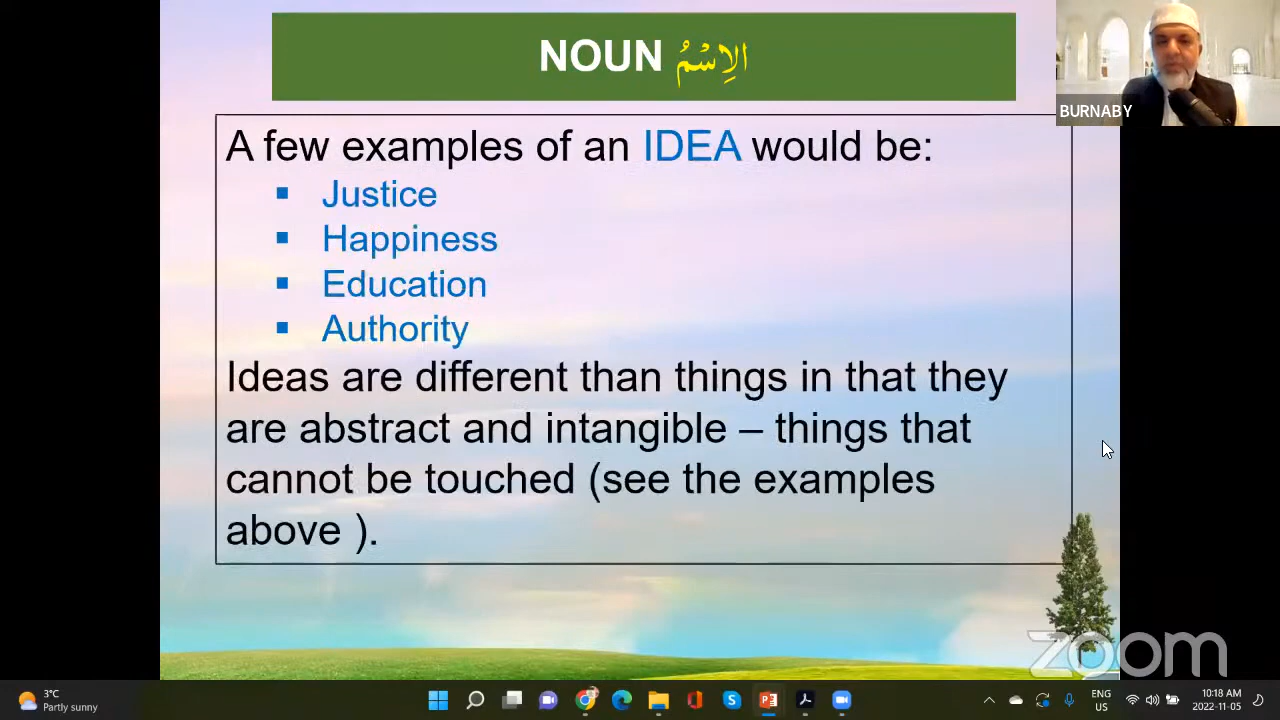 NOUN الِاسْمُ
BURNABY
A few examples of an IDEA would be:
▪ Justice
▪ Happiness
▪ Education
▪ Authority
Ideas are different than things in that they
are abstract and intangible – things that
cannot be touched (see the examples
above ).
zoom
3°C
Partly sunny
ENG
US
10:18 AM
2022-11-05